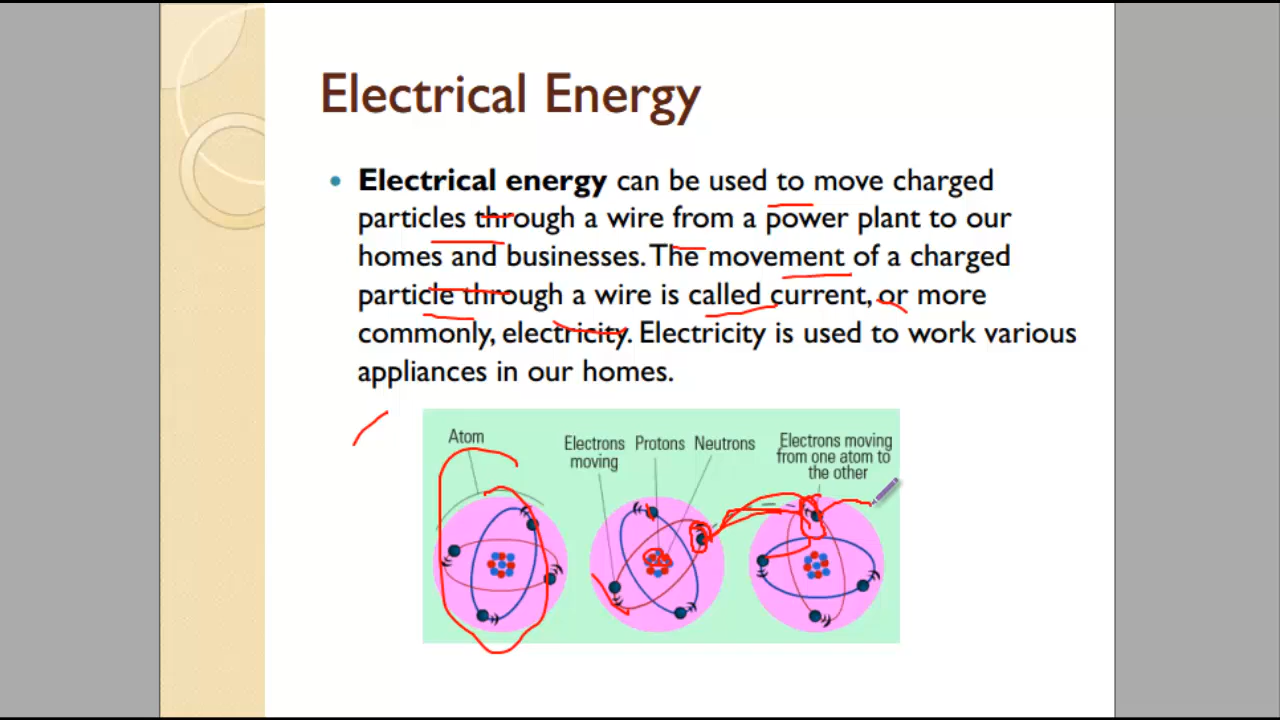 Electrical Energy
Electrical energy can be used to move charged
particles through a wire from a power plant to our
homes and businesses. The movement of a charged
particle through a wire is called current, or more
commonly, electricity. Electricity is used to work various
appliances in our homes.
Atom
Electrons moving
Protons
Neutrons
Electrons moving
from one atom to
the other